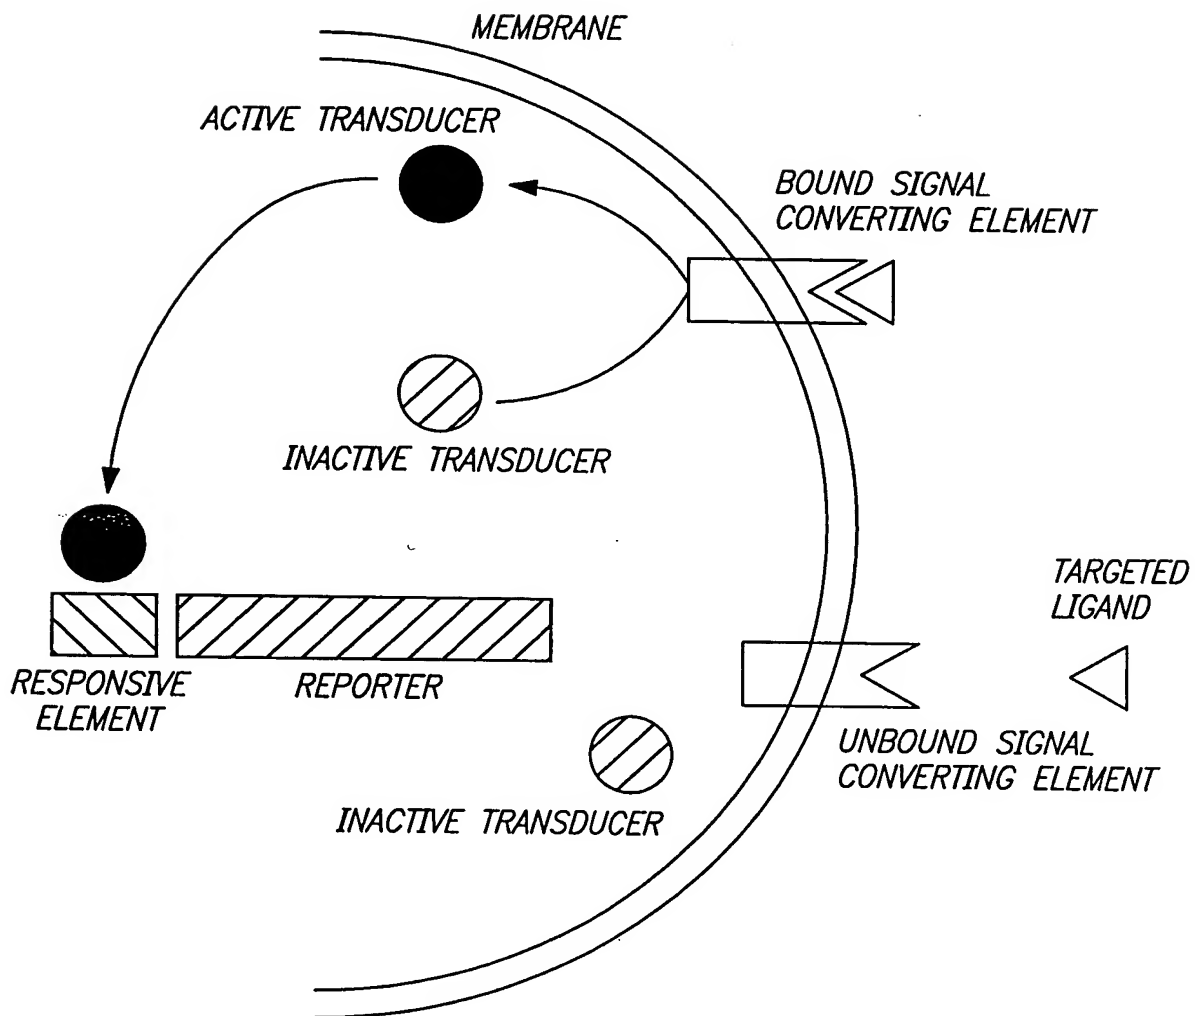 MEMBRANE
ACTIVE TRANSDUCER
BOUND SIGNAL
CONVERTING ELEMENT
INACTIVE TRANSDUCER
TARGETED
LIGAND
RESPONSIVE
ELEMENT
REPORTER
UNBOUND SIGNAL
CONVERTING ELEMENT
INACTIVE TRANSDUCER